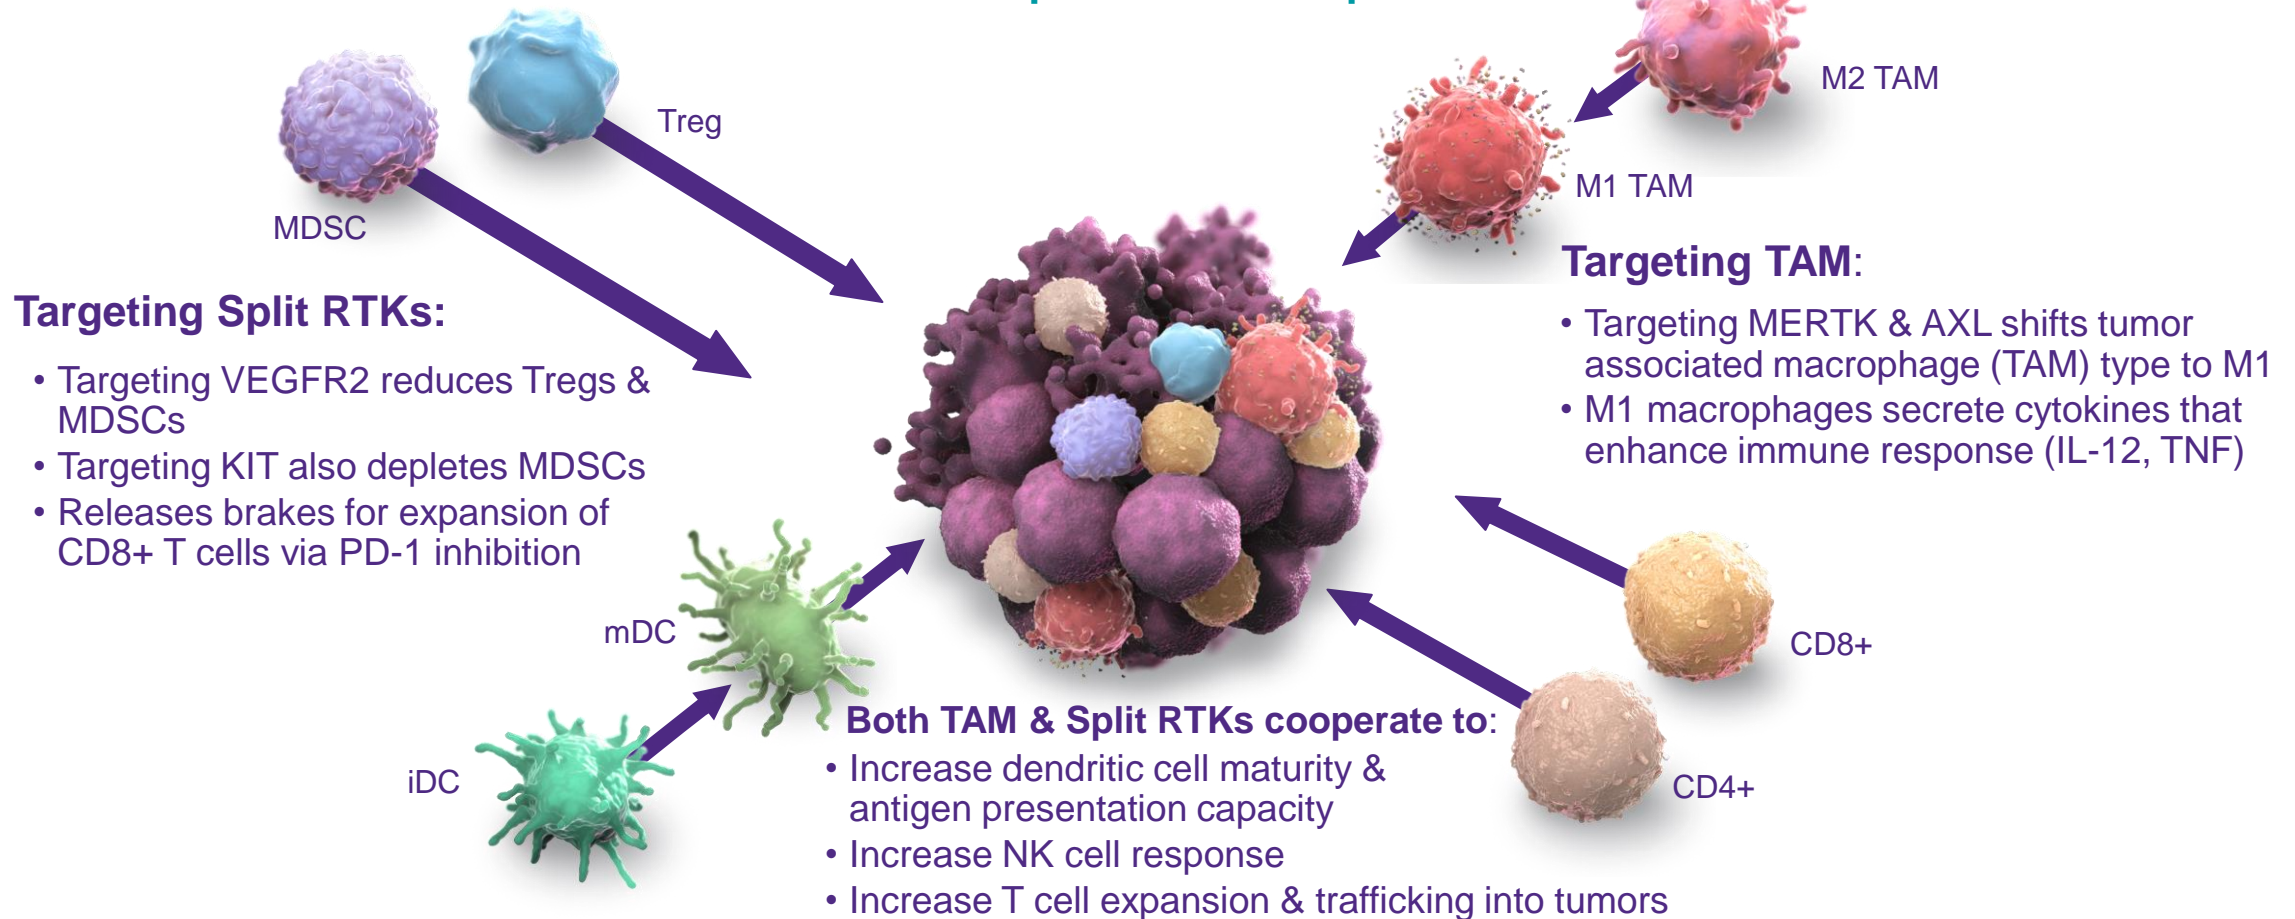 Treg
M2 TAM
M1 TAM
MDSC
Targeting Split RTKs:
• Targeting VEGFR2 reduces Tregs &
MDSCs
• Targeting KIT also depletes MDSCs
• Releases brakes for expansion of
CD8+ T cells via PD-1 inhibition
Targeting TAM:
• Targeting MERTK & AXL shifts tumor
associated macrophage (TAM) type to M1
• M1 macrophages secrete cytokines that
enhance immune response (IL-12, TNF)
mDC
iDC
CD8+
CD4+
Both TAM & Split RTKs cooperate to:
• Increase dendritic cell maturity &
antigen presentation capacity
• Increase NK cell response
• Increase T cell expansion & trafficking into tumors